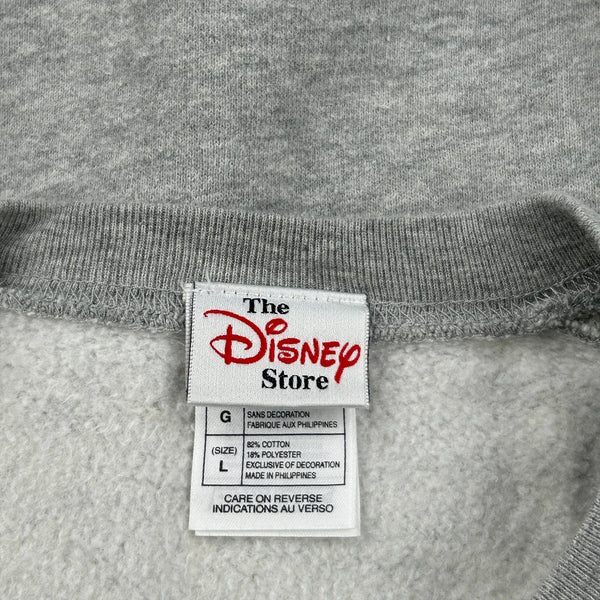 The
Disney
Store
G
SANS DECORATION
FABRIQUE AUX PHILIPPINES
(SIZE)
L
82% COTTON
18% POLYESTER
EXCLUSIVE OF DECORATION
MADE IN PHILIPPINES
CARE ON REVERSE
INDICATIONS AU VERSO